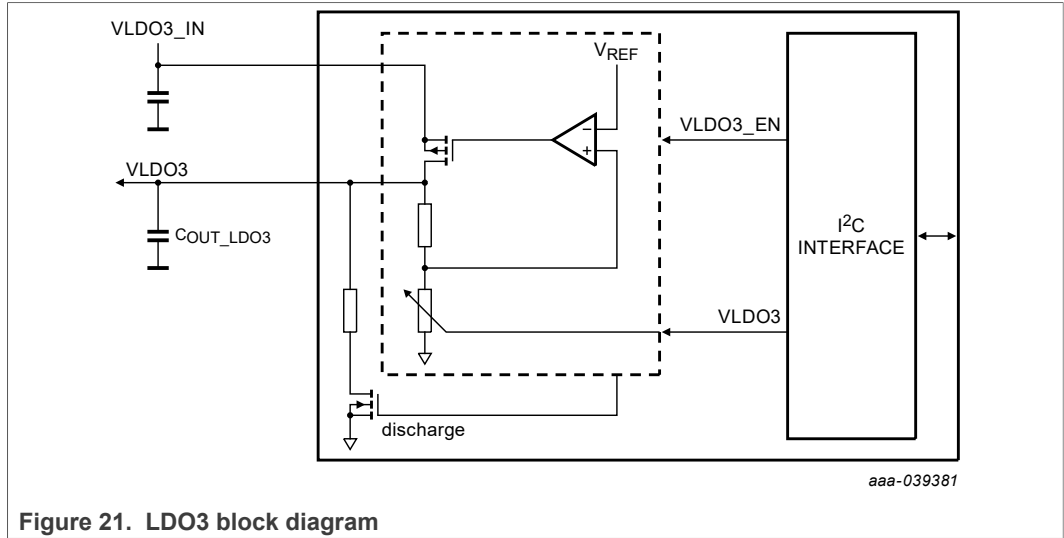 VLDO3_IN
VREF
−
+
VLDO3_EN
VLDO3
COUT_LDO3
I2C
INTERFACE
VLDO3
discharge
aaa-039381
Figure 21. LDO3 block diagram